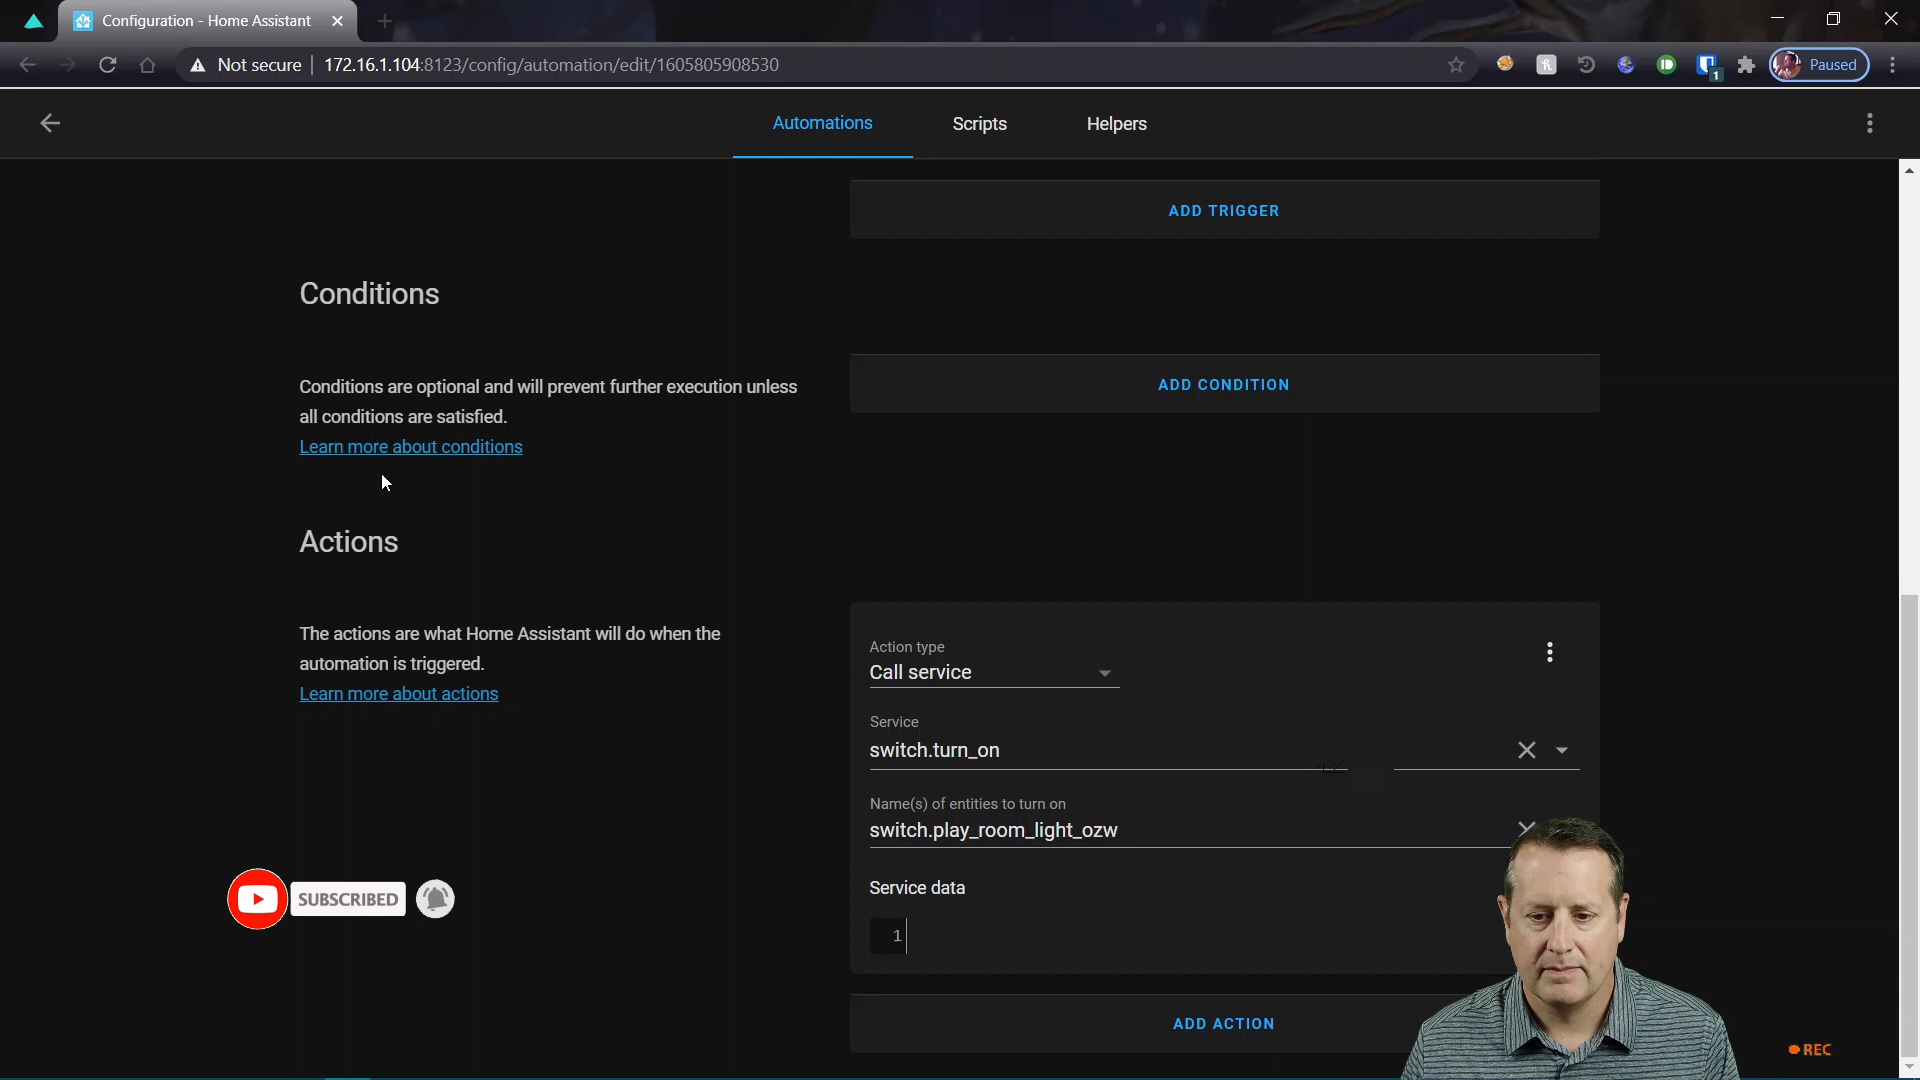 Configuration - Home Assistant
Not secure 172.16.1.104:8123/config/automation/edit/1605805908530
1
Paused
Automations
Scripts
Helpers
ADD TRIGGER
Conditions
Conditions are optional and will prevent further execution unless
all conditions are satisfied.
Learn more about conditions
ADD CONDITION
Actions
The actions are what Home Assistant will do when the
automation is triggered.
Learn more about actions
Action type
Call service
Service
switch.turn_on
Name(s) of entities to turn on
switch.play_room_light_ozw
Service data
1
ADD ACTION
SUBSCRIBED
REC